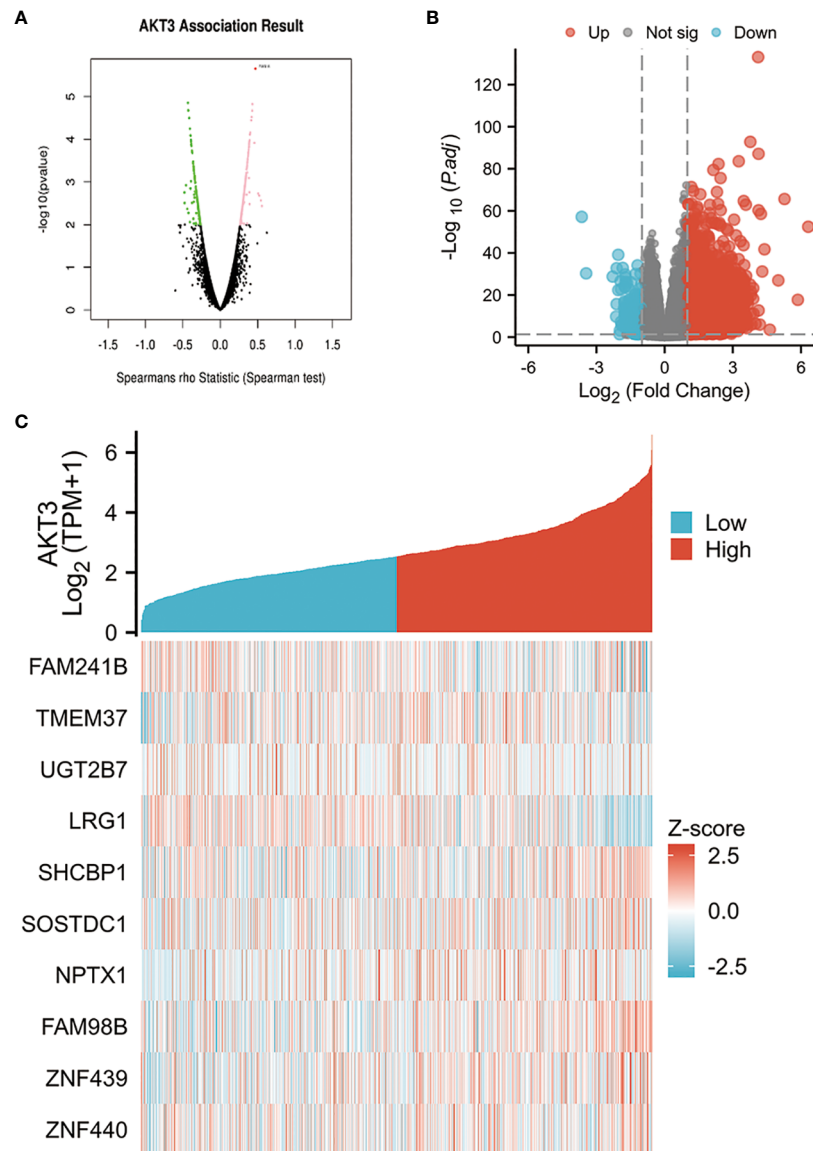 A
AKT3 Association Result
-log10(pvalue)
5
4
3
2
1
0
-1.5 -1.0 -0.5 0.0 0.5 1.0 1.5
Spearmans rho Statistic (Spearman test)
B
Up Not sig Down
-Log10 (P.adj)
120
100
80
60
40
20
0
-6 -3 0 3 6
Log2 (Fold Change)
C
AKT3
Log2 (TPM+1)
6
4
2
0
Low
High
FAM241B
TMEM37
UGT2B7
LRG1
SHCBP1
SOSTDC1
NPTX1
FAM98B
ZNF439
ZNF440
Z-score
2.5
0.0
-2.5